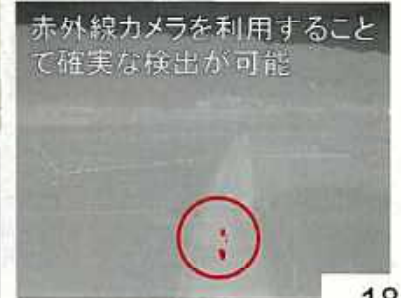 赤外線カメラを利用すること
で確実な検出が可能
18